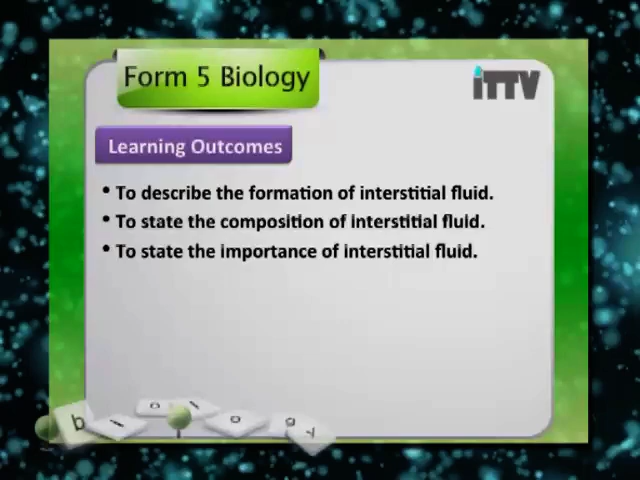 Form 5 Biology
iTTV
Learning Outcomes
• To describe the formation of interstitial fluid.
• To state the composition of interstitial fluid.
• To state the importance of interstitial fluid.
b i o l o g y